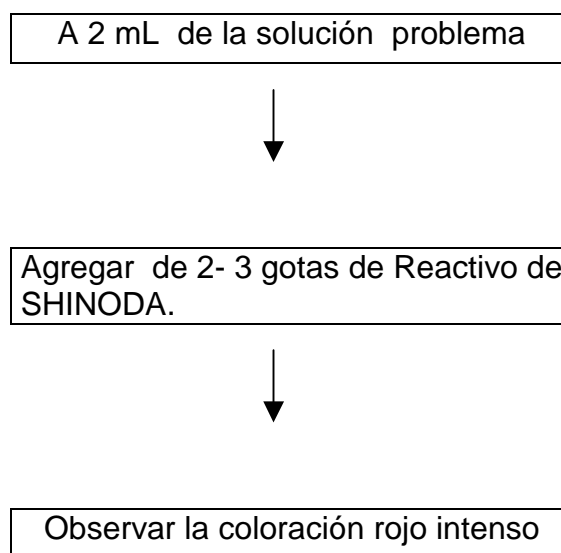 A 2 mL de la solución problema
Agregar de 2- 3 gotas de Reactivo de
SHINODA.
Observar la coloración rojo intenso